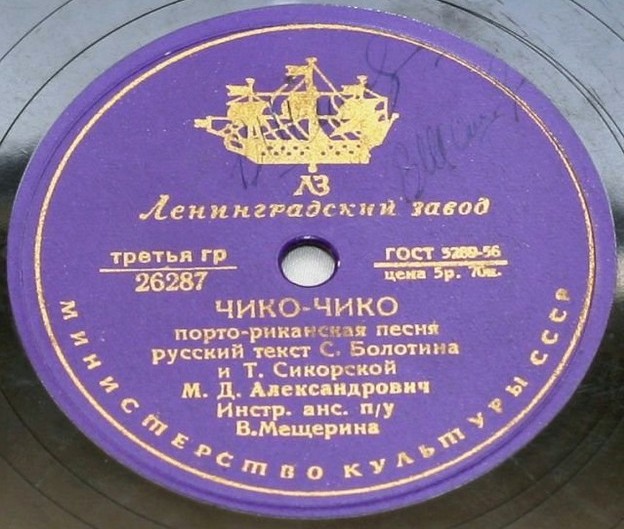 ЛЗ
Ленинградский завод
третья гр
26287
ГОСТ 5289-56
цена 5р. 70к.
ЧИКО-ЧИКО
порто-риканская песня
русский текст С. Болотина
и Т. Сикорской
М. Д. Александрович
Инстр. анс. п/у
В.Мещерина
МИНИСТЕРСТВО КУЛЬТУРЫ СССР